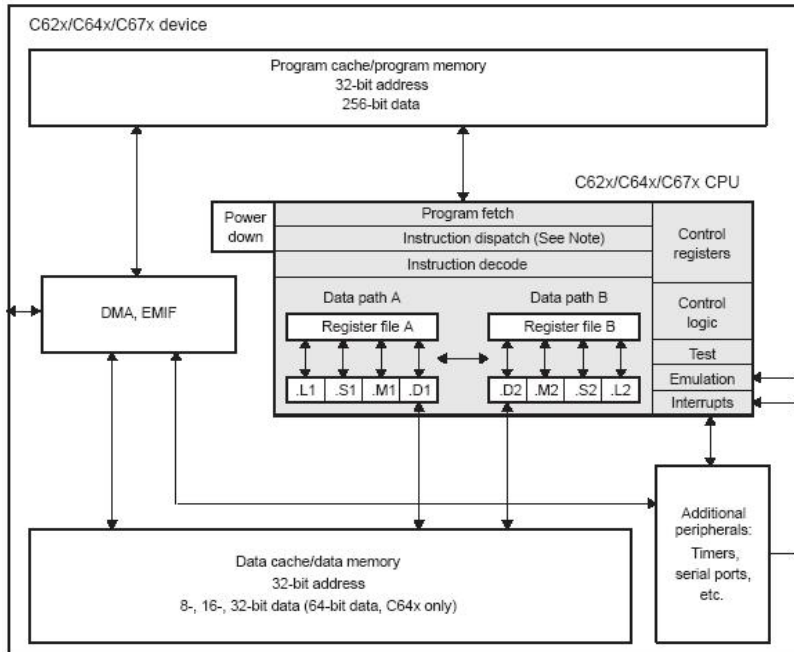 C62x/C64x/C67x device
Program cache/program memory
32-bit address
256-bit data
C62x/C64x/C67x CPU
Power
down
Program fetch
Instruction dispatch (See Note)
Instruction decode
Control
registers
Data path A
Data path B
Control
logic
DMA, EMIF
Register file A
Register file B
Test
.L1 .S1 .M1 .D1
.D2 .M2 .S2 .L2
Emulation
Interrupts
Additional
peripherals:
Timers,
serial ports,
etc.
Data cache/data memory
32-bit address
8-, 16-, 32-bit data (64-bit data, C64x only)